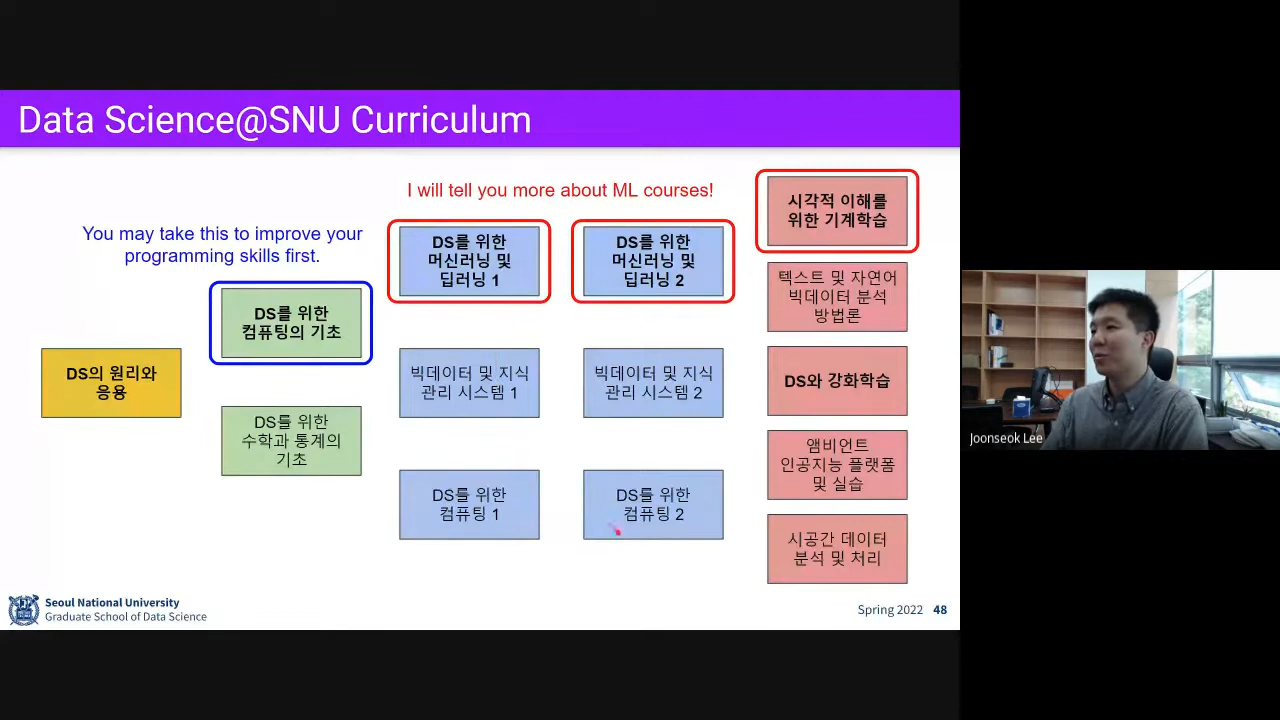 Data Science@SNU Curriculum
I will tell you more about ML courses!
You may take this to improve your
programming skills first.
DS의 원리와
응용
DS를 위한
컴퓨팅의 기초
DS를 위한
수학과 통계의
기초
DS를 위한
머신러닝 및
딥러닝 1
빅데이터 및 지식
관리 시스템 1
DS를 위한
컴퓨팅 1
DS를 위한
머신러닝 및
딥러닝 2
빅데이터 및 지식
관리 시스템 2
DS를 위한
컴퓨팅 2
시각적 이해를
위한 기계학습
텍스트 및 자연어
빅데이터 분석
방법론
DS와 강화학습
앰비언트
인공지능 플랫폼
및 실습
시공간 데이터
분석 및 처리
Seoul National University
Graduate School of Data Science
Spring 2022 48
Joonseok Lee